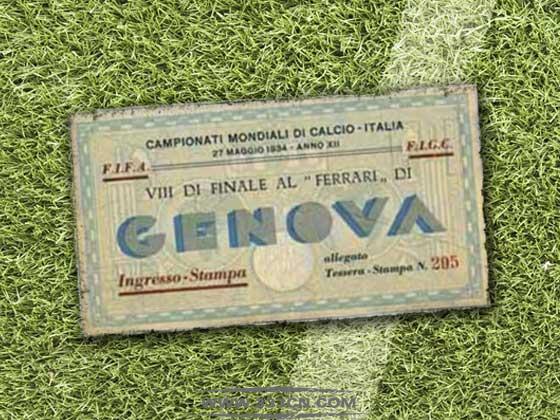 CAMPIONATI MONDIALI DI CALCIO - ITALIA
27 MAGGIO 1934 - ANNO XII
F.I.F.A.
F.I.G.C.
VIII DI FINALE AL "FERRARI„ DI
GENOVA
Ingresso-Stampa
allegato
Tessera-Stampa N. 295